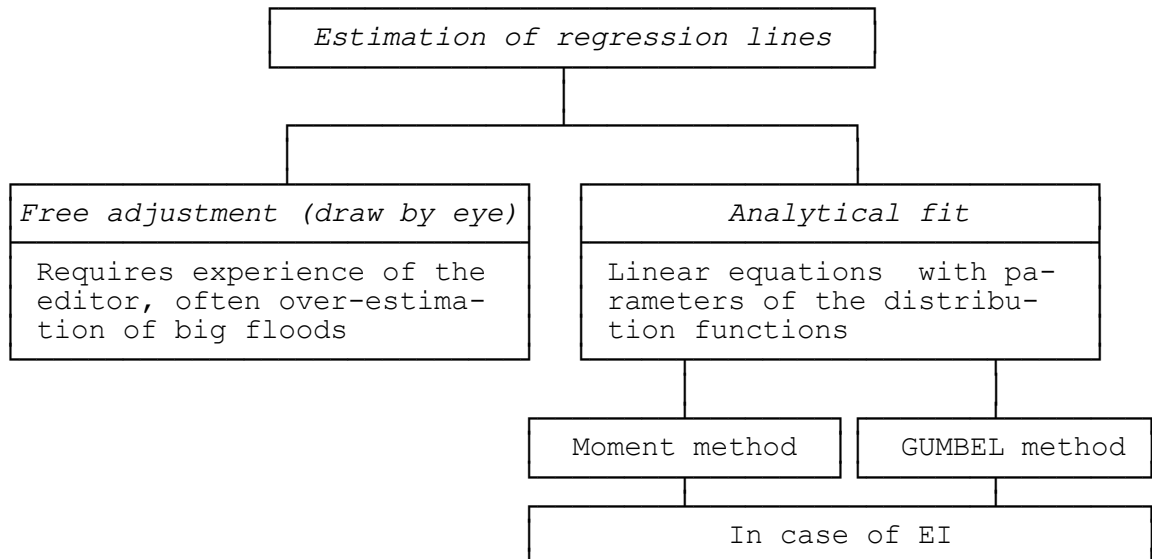 Estimation of regression lines
Free adjustment (draw by eye)
Requires experience of the
editor, often over-estima-
tion of big floods
Analytical fit
Linear equations with pa-
rameters of the distribu-
tion functions
Moment method
GUMBEL method
In case of EI